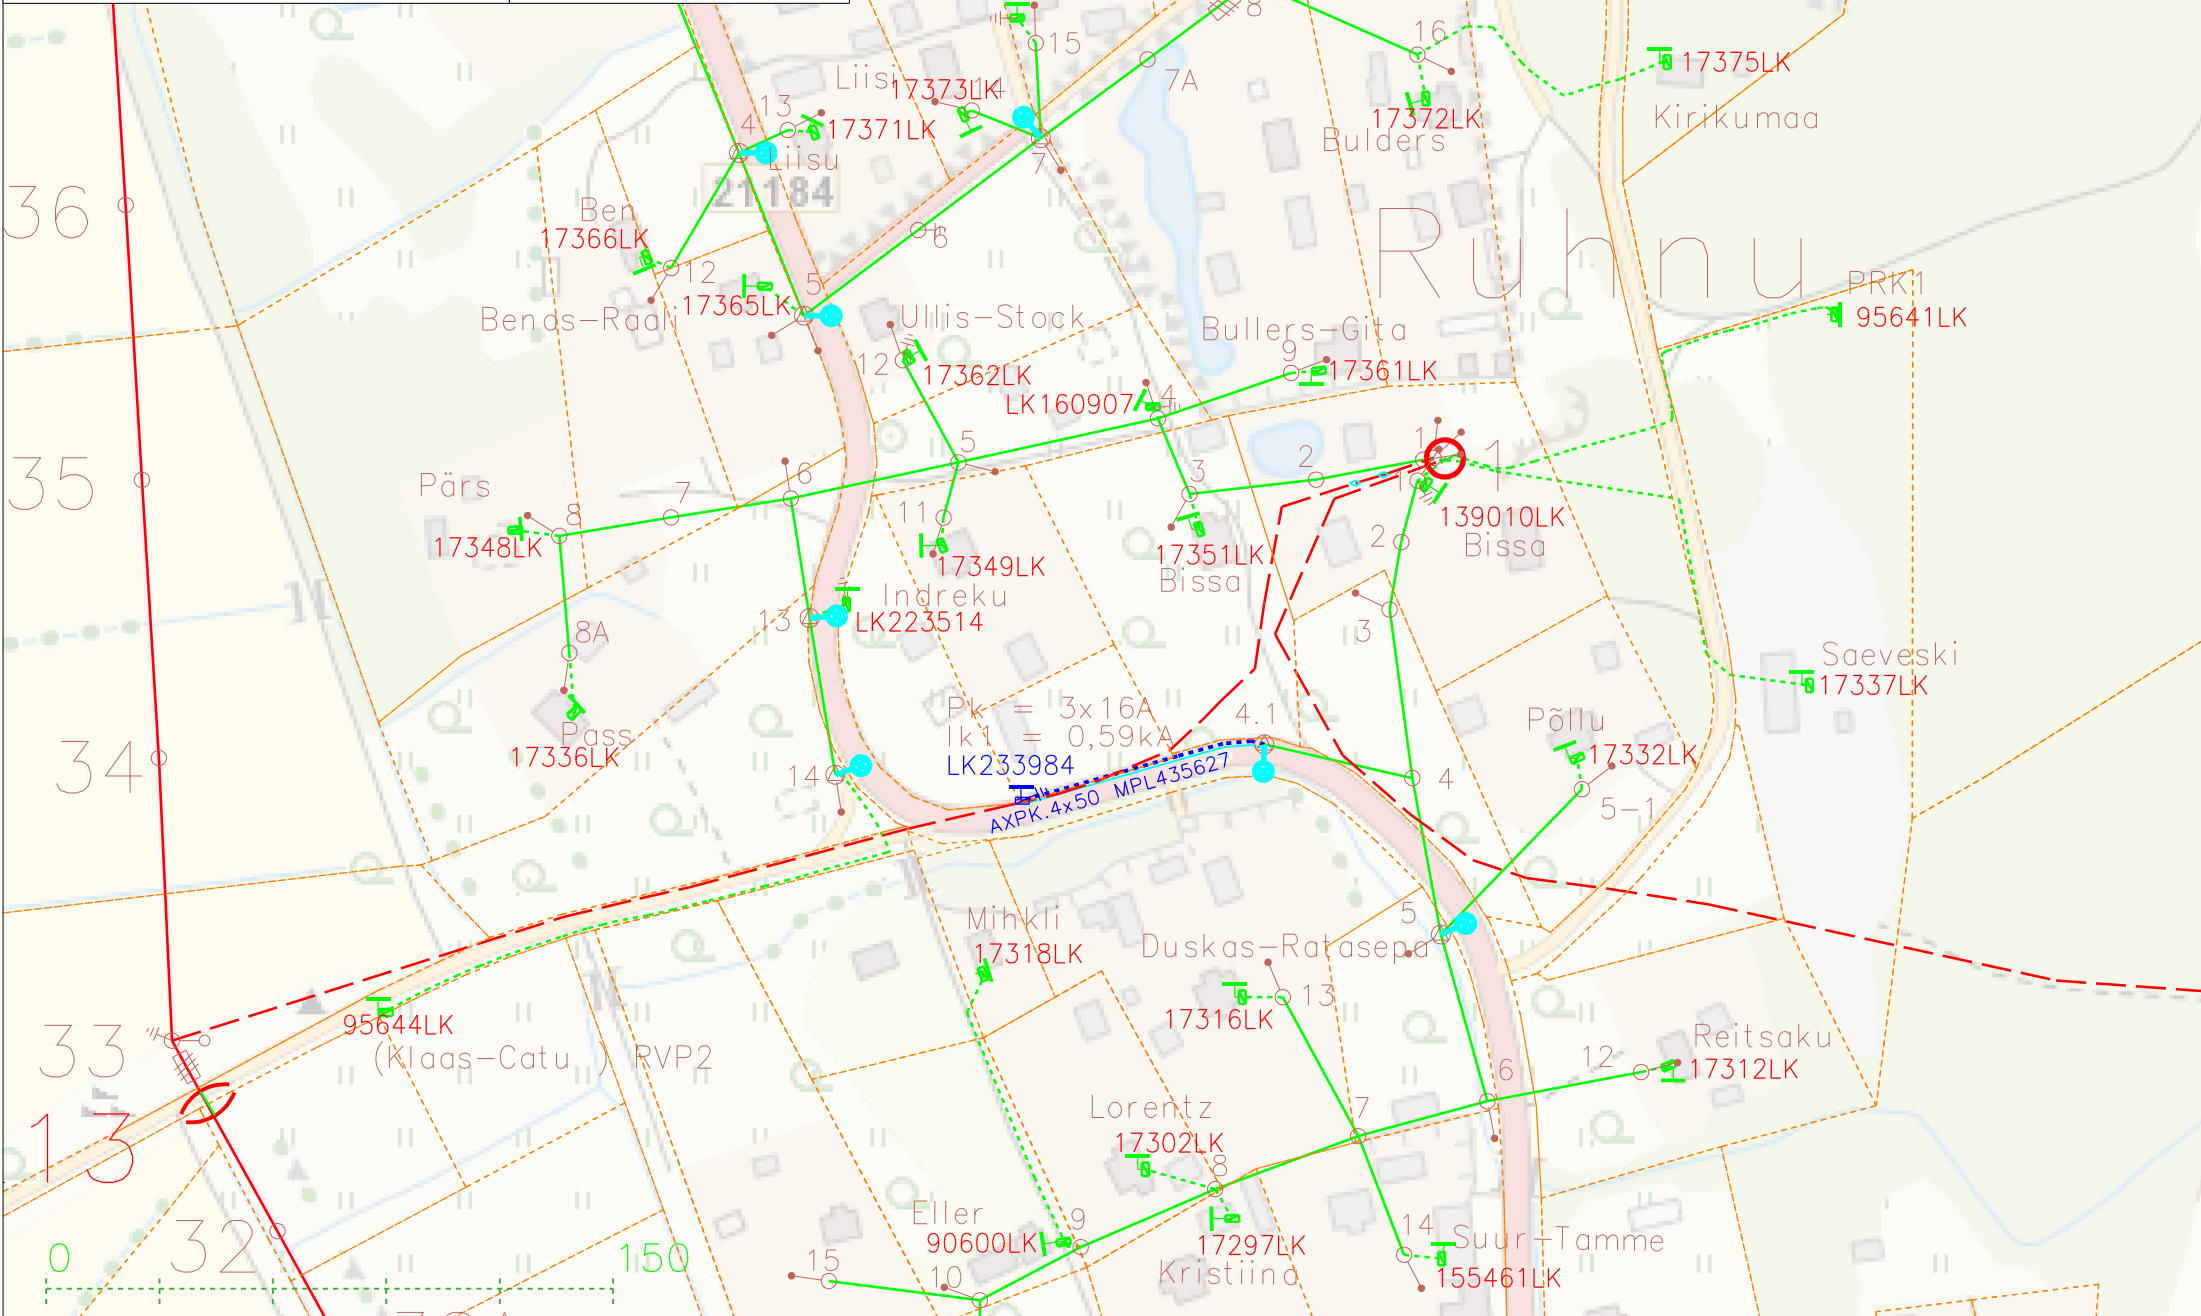 16
15
8
17375LK
7A
Liisi
17373LK
14
13
17371LK
4
Liisu
17372LK
Bulders
Kirikumaa
7
21184
36
Ben
17366LK
6
Ruhnu
12
5
17365LK
Benas-Raali
Ullis-Stock
12
17362LK
Bullers-Gita
9
17361LK
PRK1
95641LK
LK160907
4
5
1
1
2
3
1
35
Pärs
6
7
8
17348LK
11
17349LK
17351LK
Bissa
139010LK
Bissa
2
Indreku
13
LK223514
3
8A
Saeveski
17337LK
Pass
17336LK
Pk = 3x16A
Ik1 = 0,59kA
LK233984
4.1
Põllu
17332LK
34
14
AXPK.4x50 MPL435627
4
5-1
Mihkli
17318LK
5
Duskas-Ratasepa
13
17316LK
95644LK
(Klaas-Catu ) RVP2
33
Reitsaku
12
17312LK
6
13
Lorentz
17302LK
7
8
Eller
90600LK
9
17297LK
Kristiina
14
Suur-Tamme
155461LK
32
15
10
0
150